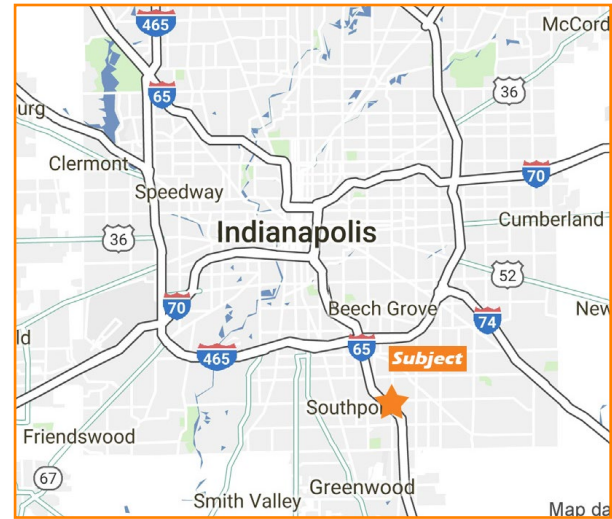 465
McCord
65
36
urg
Clermont
70
Speedway
Cumberland
Indianapolis
36
52
70
Beech Grove
74
New
ld
65
465
Subject
Southpo
Friendswood
67
Greenwood
Smith Valley
Map da